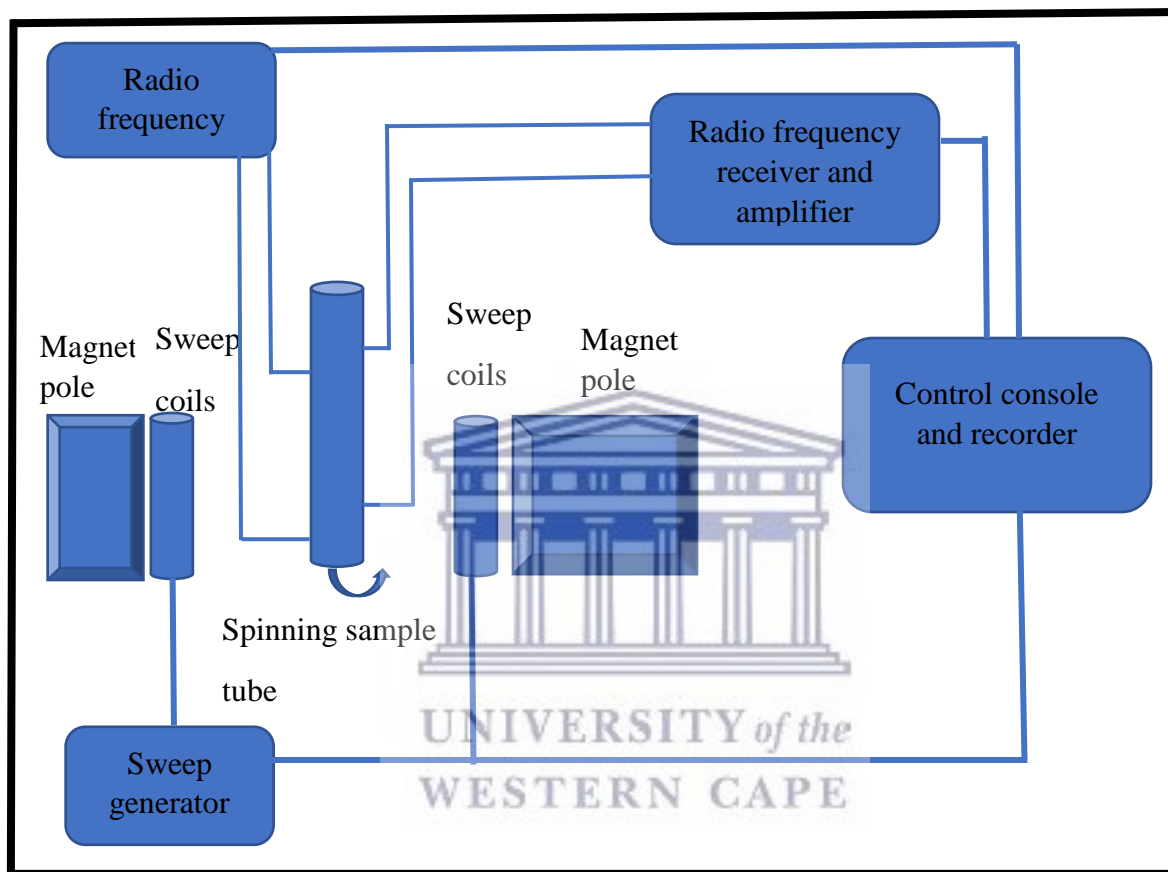 Radio
frequency
Radio frequency
receiver and
amplifier
Magnet
pole
Sweep
coils
Sweep
coils
Magnet
pole
Control console
and recorder
Spinning sample
tube
Sweep
generator
UNIVERSITY of the
WESTERN CAPE